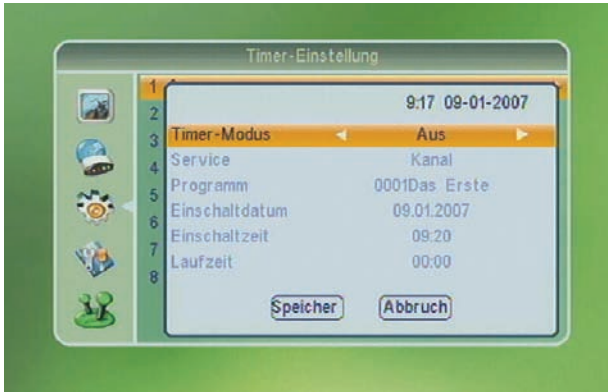 Timer-Einstellung
1
2
3
4
5
6
7
8
9:17 09-01-2007
Timer-Modus Aus
Service Kanal
Programm 0001Das Erste
Einschaltdatum 09.01.2007
Einschaltzeit 09:20
Laufzeit 00:00
Speicher Abbruch